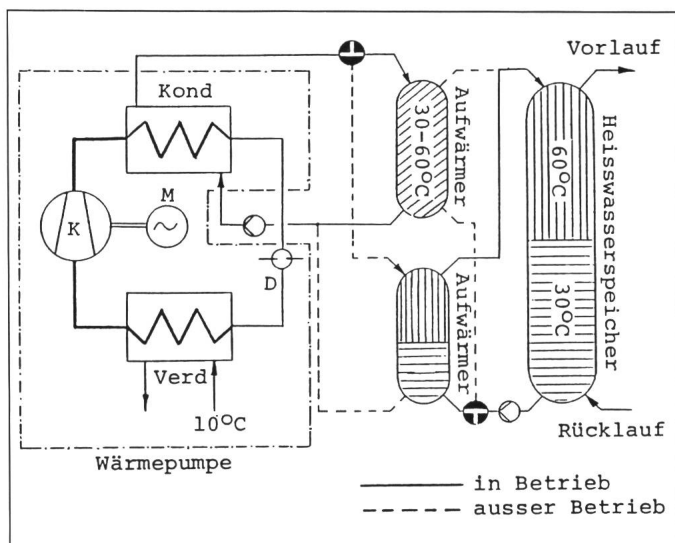 Vorlauf
Kond
30-60°C
Aufwärmer
60°C
30°C
Heisswasserspeicher
M
K
D
Aufwärmer
Verd
10°C
Rücklauf
Wärmepumpe
in Betrieb
ausser Betrieb